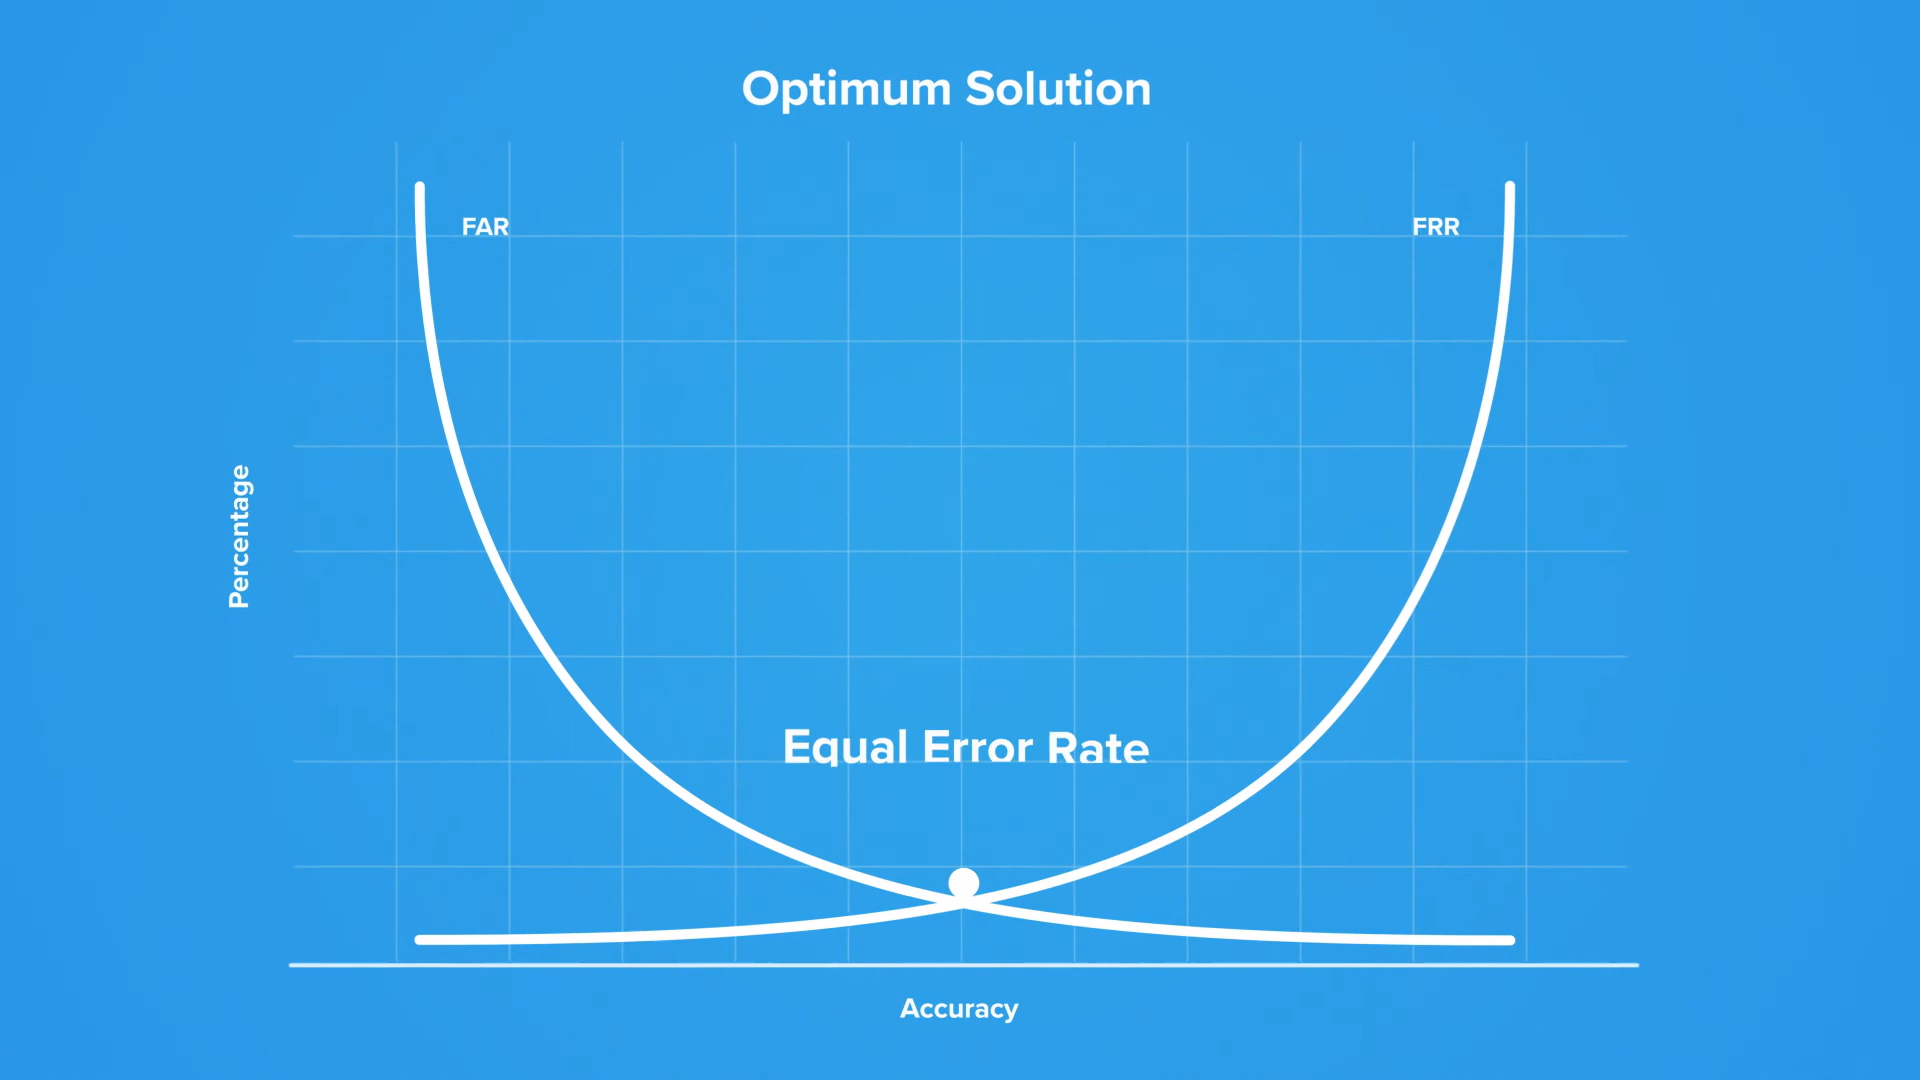 Optimum Solution
FAR
FRR
Percentage
Equal Error Rate
Accuracy